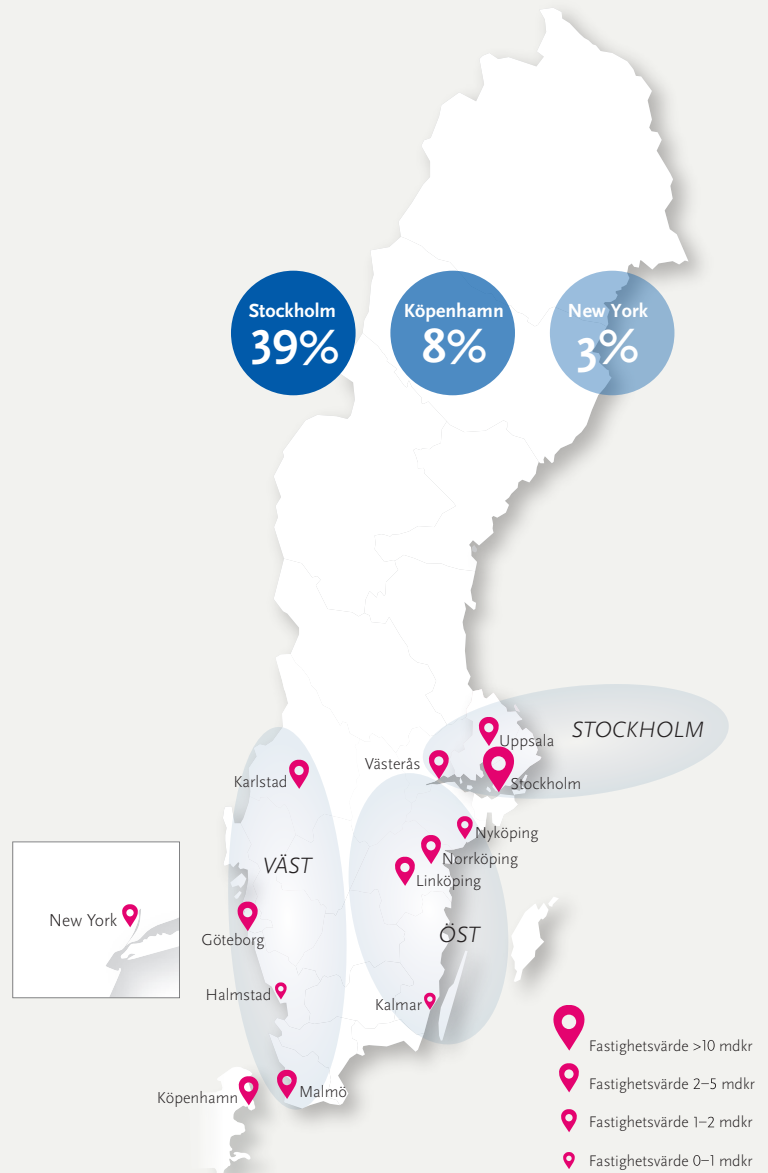 Stockholm
39%
Köpenhamn
8%
New York
3%
STOCKHOLM
Uppsala
Västerås
Stockholm
Karlstad
Nyköping
Norrköping
VÄST
Linköping
New York
ÖST
Göteborg
Halmstad
Kalmar
Köpenhamn
Malmö
Fastighetsvärde >10 mdkr
Fastighetsvärde 2–5 mdkr
Fastighetsvärde 1–2 mdkr
Fastighetsvärde 0–1 mdkr